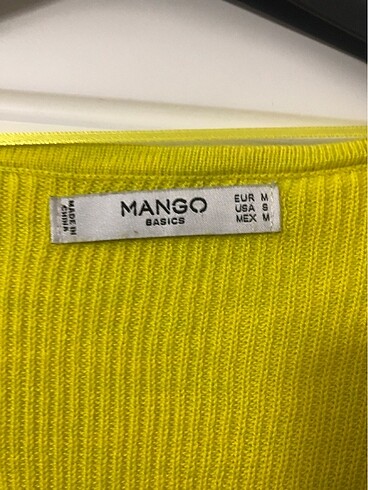 MADE IN
CHINA
MANGO
BASICS
EUR M
USA S
MEX M